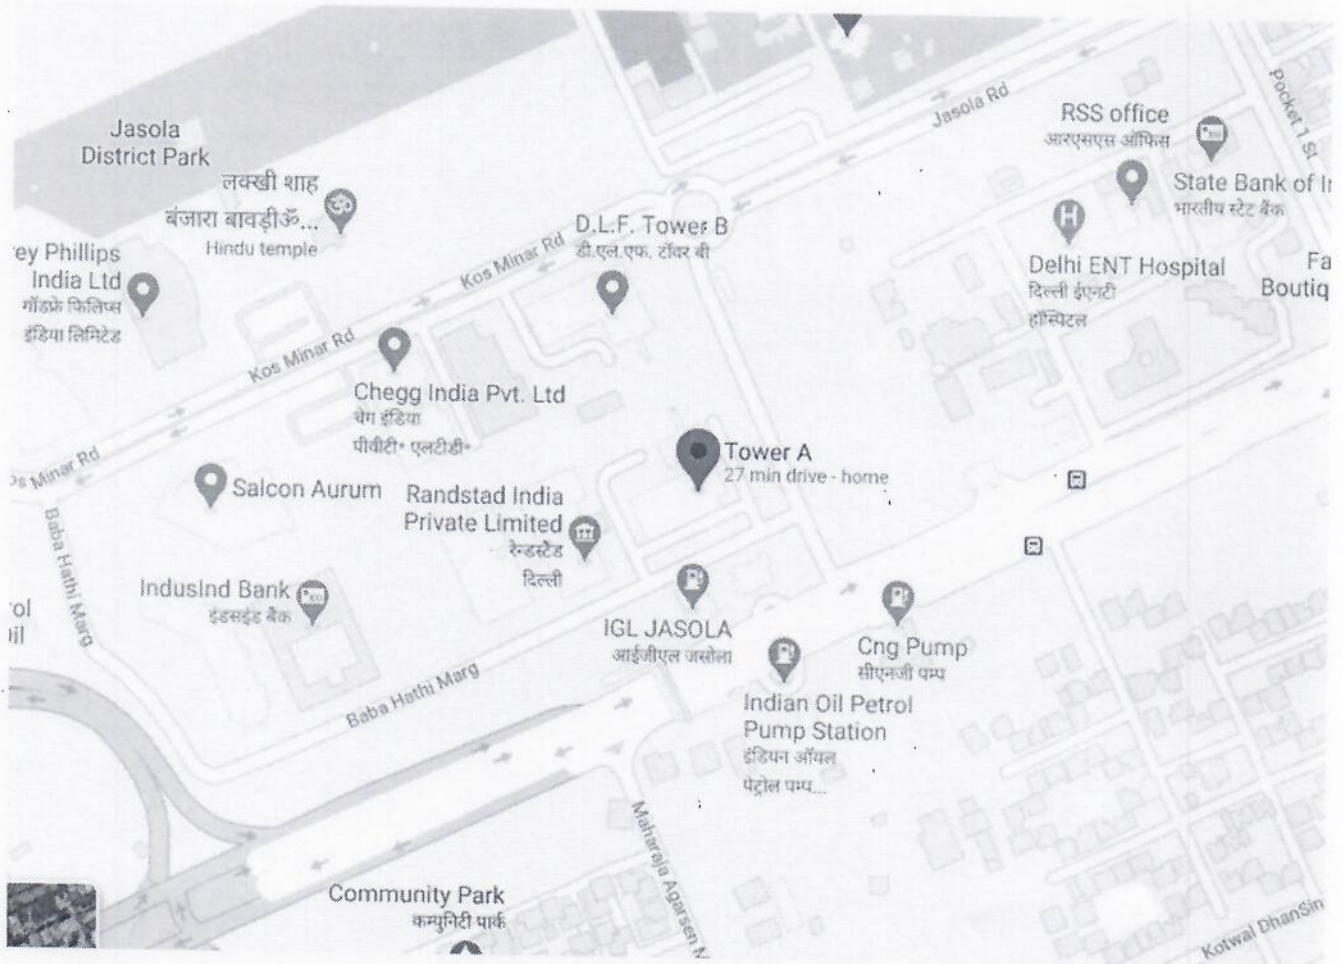 Jasola Rd
Pocket 1 St
RSS office
आरएसएस ऑफिस
Jasola
District Park
लक्खी शाह
बंजारा बावड़ीॐ...
Hindu temple
State Bank of
भारतीय स्टेट बैंक
D.L.F. Tower B
डी.एल.एफ. टॉवर बी
Kos Minar Rd
ey Phillips
India Ltd
गॉडफ्रे फिलिप्स
इंडिया लिमिटेड
Delhi ENT Hospital
दिल्ली ईएनटी
हॉस्पिटल
Fa
Boutiq
Kos Minar Rd
Chegg India Pvt. Ltd
चेग इंडिया
पीवीटी॰ एलटीडी॰
Tower A
27 min drive - home
s Minar Rd
Salcon Aurum
Randstad India
Private Limited
रेन्डस्टैड
दिल्ली
Baba Hathi Marg
IndusInd Bank
इंडसइंड बैंक
ol
il
IGL JASOLA
आईजीएल जसोला
Cng Pump
सीएनजी पम्प
Baba Hathi Marg
Indian Oil Petrol
Pump Station
इंडियन ऑयल
पेट्रोल पम्प...
Maharaja Agarsen
Community Park
कम्युनिटी पार्क
Kotwal DhanSin